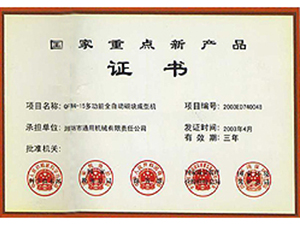 国家重点新产品
证书
项目名称：QFB4-15多功能全自动砌块成型机
项目编号：2003ED740043
承担单位：潍坊市通用机械有限责任公司
发证时间：2003年4月
批准机关：
有效期：三年